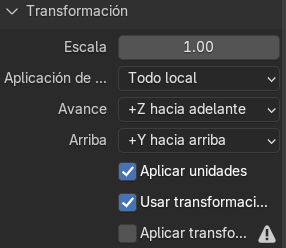 Transformación
Escala 1.00
Aplicación de ... Todo local
Avance +Z hacia adelante
Arriba +Y hacia arriba
Aplicar unidades
Usar transformaci...
Aplicar transfo...